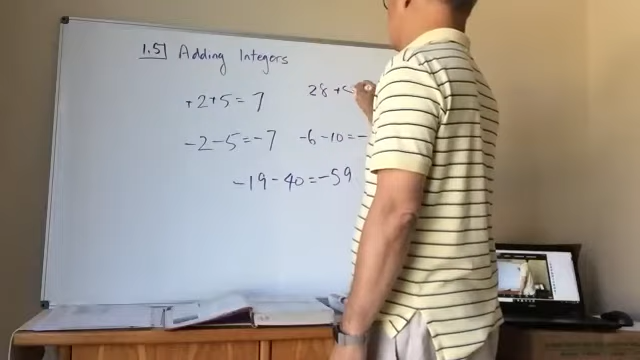 1.5 Adding Integers
+2+5=7 28+5
-2-5=-7 -6-10=-
-19-40=-59